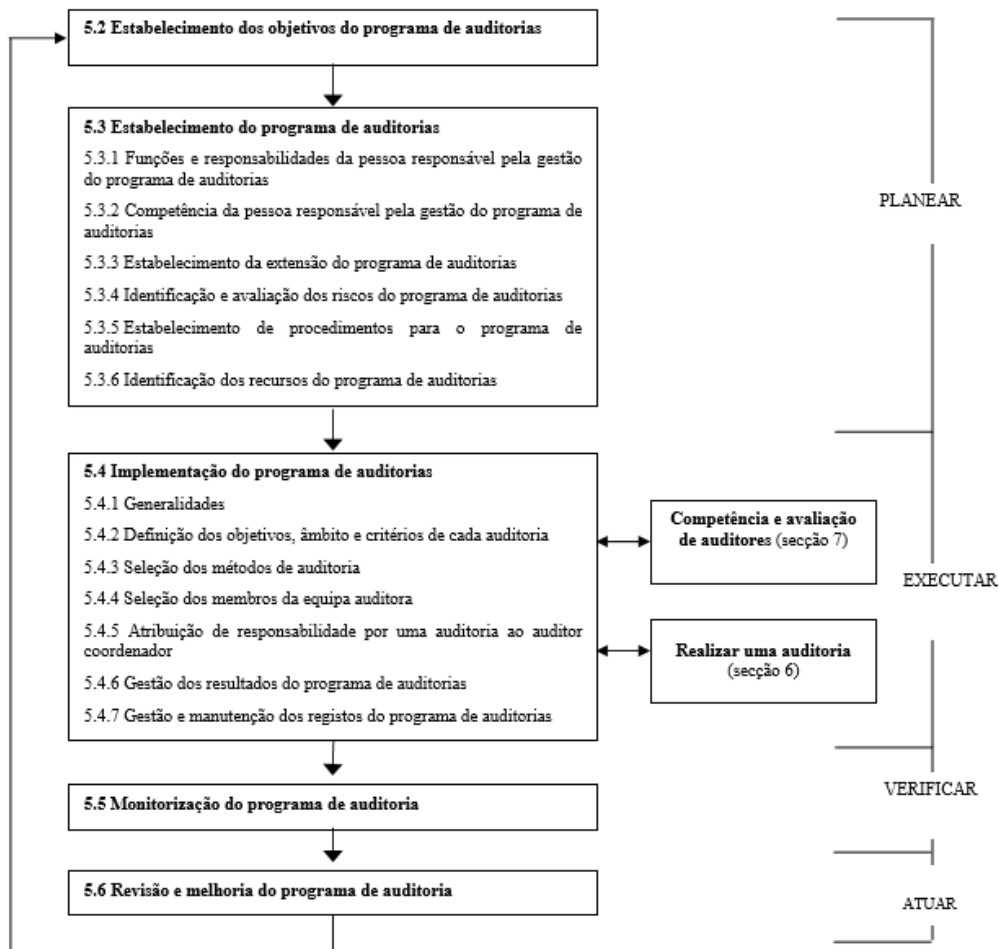 5.2 Estabelecimento dos objetivos do programa de auditorias
5.3 Estabelecimento do programa de auditorias
5.3.1 Funções e responsabilidades da pessoa responsável pela gestão
do programa de auditorias
5.3.2 Competência da pessoa responsável pela gestão do programa de
auditorias
5.3.3 Estabelecimento da extensão do programa de auditorias
5.3.4 Identificação e avaliação dos riscos do programa de auditorias
5.3.5 Estabelecimento de procedimentos para o programa de
auditorias
5.3.6 Identificação dos recursos do programa de auditorias
PLANEAR
5.4 Implementação do programa de auditorias
5.4.1 Generalidades
5.4.2 Definição dos objetivos, âmbito e critérios de cada auditoria
5.4.3 Seleção dos métodos de auditoria
5.4.4 Seleção dos membros da equipa auditora
5.4.5 Atribuição de responsabilidade por uma auditoria ao auditor
coordenador
5.4.6 Gestão dos resultados do programa de auditorias
5.4.7 Gestão e manutenção dos registos do programa de auditorias
Competência e avaliação
de auditores (secção 7)
Realizar uma auditoria
(secção 6)
EXECUTAR
5.5 Monitorização do programa de auditoria
VERIFICAR
5.6 Revisão e melhoria do programa de auditoria
ATUAR